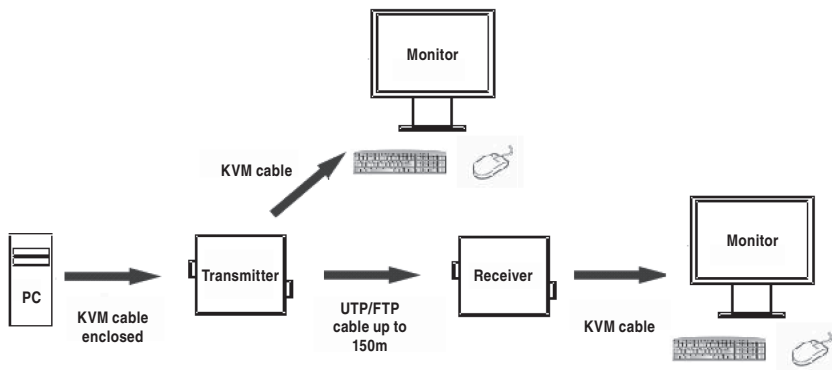 Monitor
KVM cable
PC
KVM cable
enclosed
Transmitter
UTP/FTP
cable up to
150m
Receiver
KVM cable
Monitor